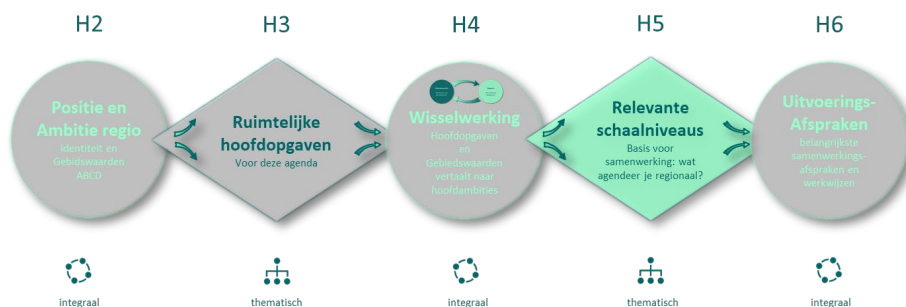 H2
H3
H4
H5
H6
Positie en
Ambitie regio
Identiteit en
Gebidswaarden
ABCD
Ruimtelijke
hoofdopgaven
Voor deze agenda
Wisselwerking
Hoofdopgaven
en
Gebiedswaarden
vertaalt naar
hoofdambities
Relevante
schaalniveaus
Basis voor
samenwerking: wat
agendeer je regionaal?
Uitvoerings-
Afspraken
belangrijkste
samenwerkings-
afspraken en
werkwijzen
integraal
thematisch
integraal
thematisch
integraal